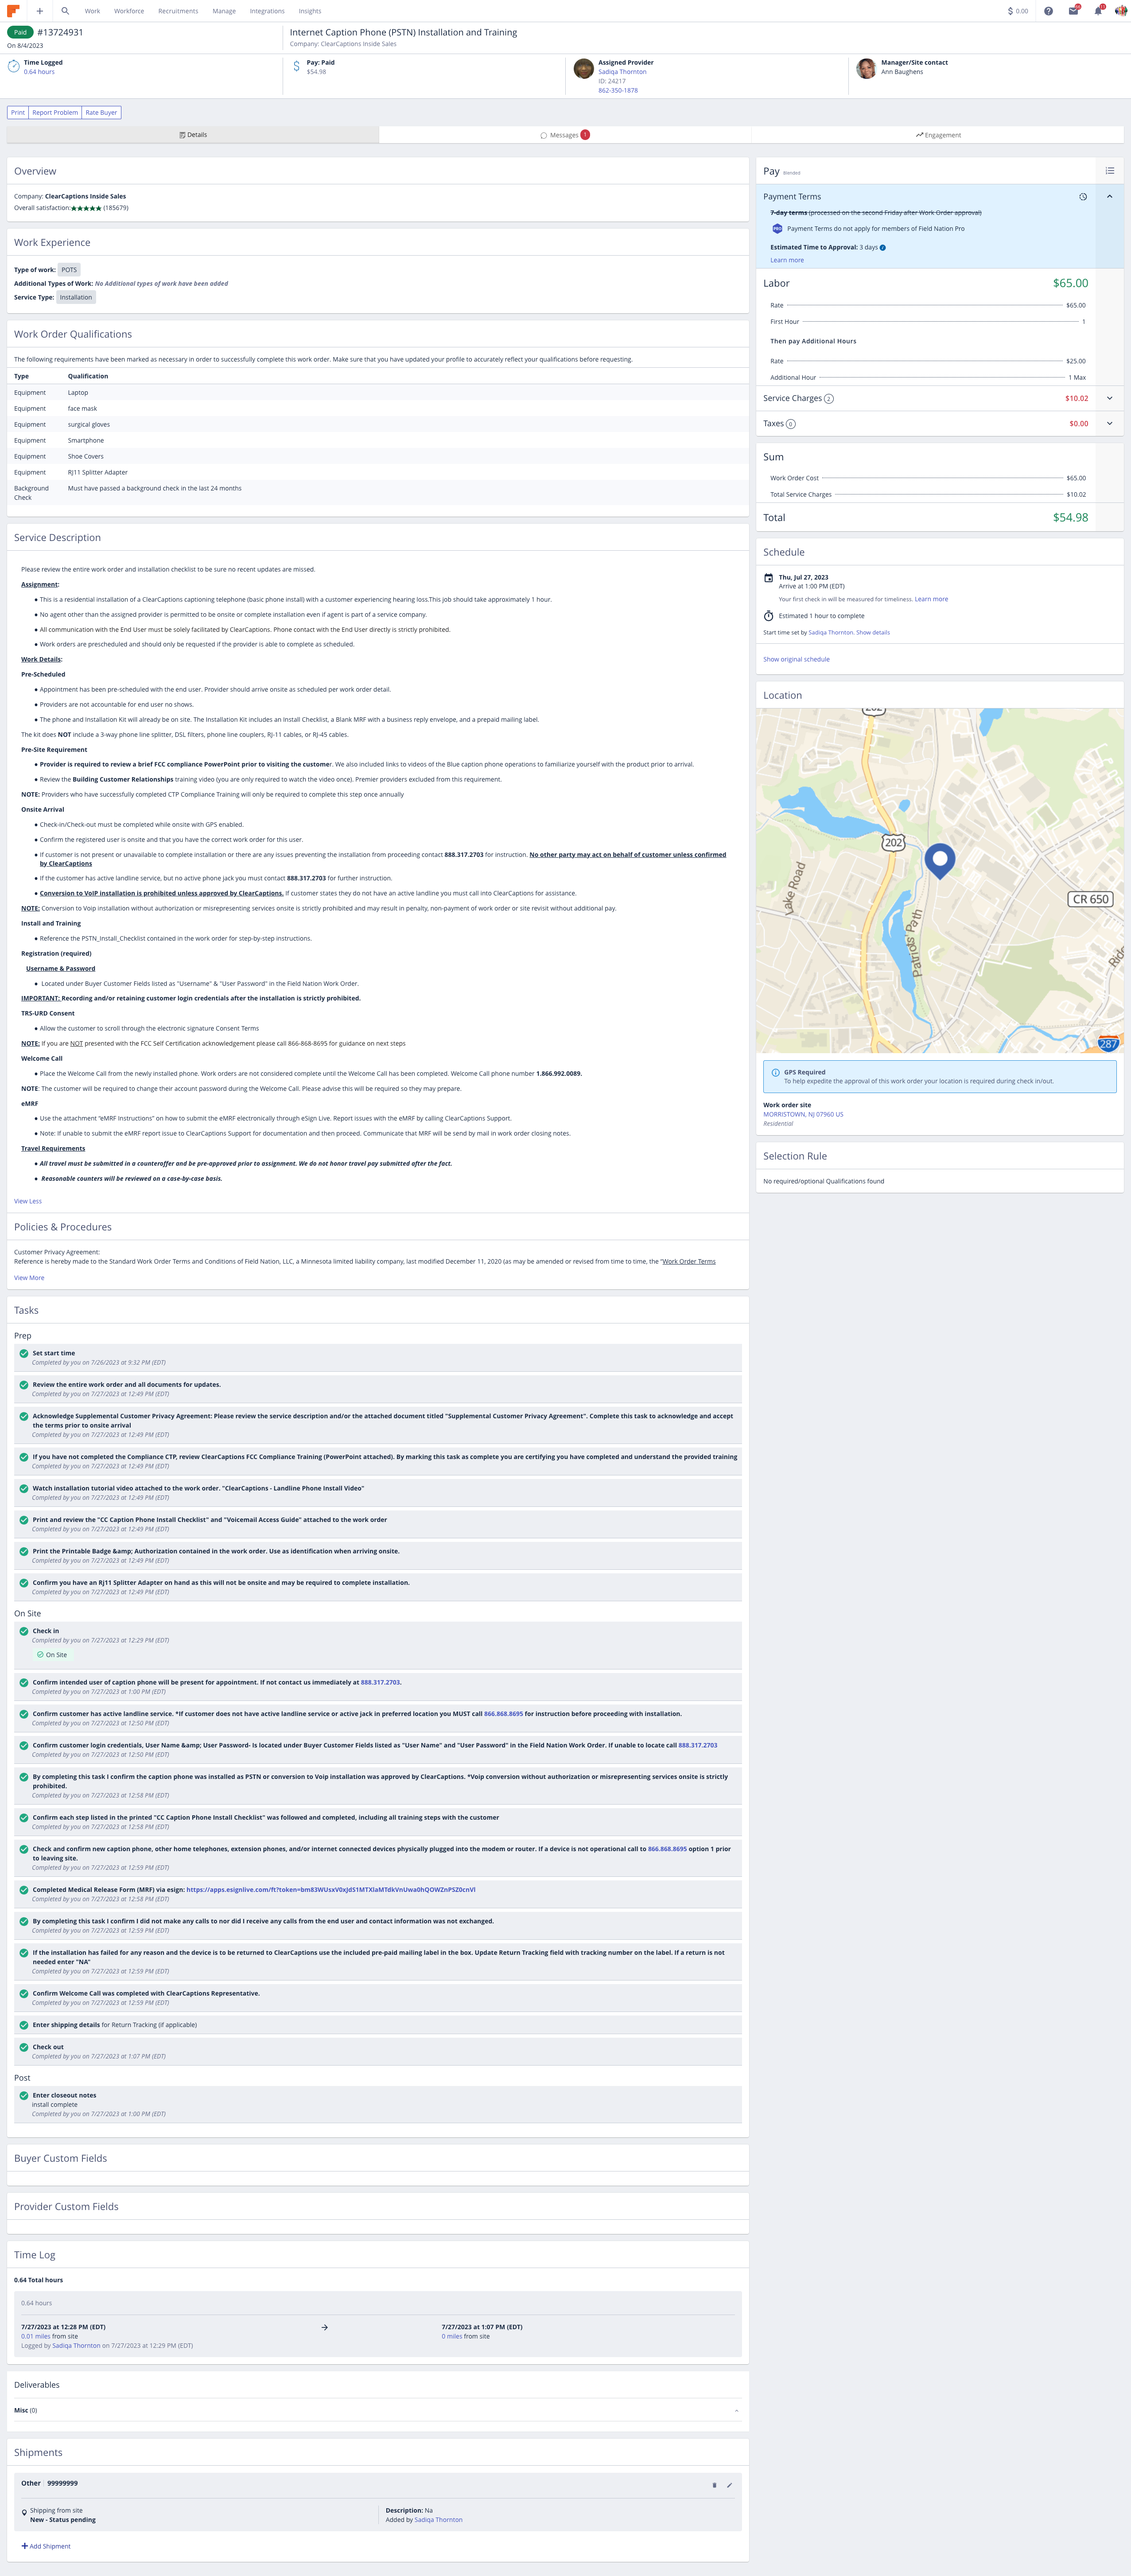 Work
Workforce
Recruitments
Manage
Integrations
Insights
$ 0.00
Paid #13724931
On 8/4/2023
Internet Caption Phone (PSTN) Installation and Training
Company: ClearCaptions Inside Sales
Time Logged
0.64 hours
Pay: Paid
$54.98
Assigned Provider
Sadiqa Thornton
ID: 24217
862-350-1878
Manager/Site contact
Ann Baughens
Print
Report Problem
Rate Buyer
Details
Messages 1
Engagement
Overview
Company: ClearCaptions Inside Sales
Overall satisfaction:★★★★★ (185679)
Work Experience
Type of work: POTS
Additional Types of Work: No Additional types of work have been added
Service Type: Installation
Work Order Qualifications
The following requirements have been marked as necessary in order to successfully complete this work order. Make sure that you have updated your profile to accurately reflect your qualifications before requesting.
Type Qualification
Equipment Laptop
Equipment face mask
Equipment surgical gloves
Equipment Smartphone
Equipment Shoe Covers
Equipment RJ11 Splitter Adapter
Background Must have passed a background check in the last 24 months
Check
Service Description
Please review the entire work order and installation checklist to be sure no recent updates are missed.
Assignment:
● This is a residential installation of a ClearCaptions captioning telephone (basic phone install) with a customer experiencing hearing loss.This job should take approximately 1 hour.
● No agent other than the assigned provider is permitted to be onsite or complete installation even if agent is part of a service company.
● All communication with the End User must be solely facilitated by ClearCaptions. Phone contact with the End User directly is strictly prohibited.
● Work orders are prescheduled and should only be requested if the provider is able to complete as scheduled.
Work Details:
Pre-Scheduled
● Appointment has been pre-scheduled with the end user. Provider should arrive onsite as scheduled per work order detail.
● Providers are not accountable for end user no shows.
● The phone and Installation Kit will already be on site. The Installation Kit includes an Install Checklist, a Blank MRF with a business reply envelope, and a prepaid mailing label.
The kit does NOT include a 3-way phone line splitter, DSL filters, phone line couplers, RJ-11 cables, or RJ-45 cables.
Pre-Site Requirement
● Provider is required to review a brief FCC compliance PowerPoint prior to visiting the customer. We also included links to videos of the Blue caption phone operations to familiarize yourself with the product prior to arrival.
● Review the Building Customer Relationships training video (you are only required to watch the video once). Premier providers excluded from this requirement.
NOTE: Providers who have successfully completed CTP Compliance Training will only be required to complete this step once annually
Onsite Arrival
● Check-in/Check-out must be completed while onsite with GPS enabled.
● Confirm the registered user is onsite and that you have the correct work order for this user.
● If customer is not present or unavailable to complete installation or there are any issues preventing the installation from proceeding contact 888.317.2703 for instruction. No other party may act on behalf of customer unless confirmed
by ClearCaptions
● If the customer has active landline service, but no active phone jack you must contact 888.317.2703 for further instruction.
● Conversion to VoIP installation is prohibited unless approved by ClearCaptions. If customer states they do not have an active landline you must call into ClearCaptions for assistance.
NOTE: Conversion to Voip installation without authorization or misrepresenting services onsite is strictly prohibited and may result in penalty, non-payment of work order or site revisit without additional pay.
Install and Training
● Reference the PSTN_Install_Checklist contained in the work order for step-by-step instructions.
Registration (required)
Username & Password
● Located under Buyer Customer Fields listed as "Username" & "User Password" in the Field Nation Work Order.
IMPORTANT: Recording and/or retaining customer login credentials after the installation is strictly prohibited.
TRS-URD Consent
● Allow the customer to scroll through the electronic signature Consent Terms
NOTE: If you are NOT presented with the FCC Self Certification acknowledgement please call 866-868-8695 for guidance on next steps
Welcome Call
● Place the Welcome Call from the newly installed phone. Work orders are not considered complete until the Welcome Call has been completed. Welcome Call phone number 1.866.992.0089.
NOTE: The customer will be required to change their account password during the Welcome Call. Please advise this will be required so they may prepare.
eMRF
● Use the attachment "eMRF Instructions" on how to submit the eMRF electronically through eSign Live. Report issues with the eMRF by calling ClearCaptions Support.
● Note: If unable to submit the eMRF report issue to ClearCaptions Support for documentation and then proceed. Communicate that MRF will be send by mail in work order closing notes.
Travel Requirements
● All travel must be submitted in a counteroffer and be pre-approved prior to assignment. We do not honor travel pay submitted after the fact.
● Reasonable counters will be reviewed on a case-by-case basis.
View Less
Policies & Procedures
Customer Privacy Agreement:
Reference is hereby made to the Standard Work Order Terms and Conditions of Field Nation, LLC, a Minnesota limited liability company, last modified December 11, 2020 (as may be amended or revised from time to time, the "Work Order Terms
View More
Tasks
Prep
Set start time
Completed by you on 7/26/2023 at 9:32 PM (EDT)
Review the entire work order and all documents for updates.
Completed by you on 7/27/2023 at 12:49 PM (EDT)
Acknowledge Supplemental Customer Privacy Agreement: Please review the service description and/or the attached document titled "Supplemental Customer Privacy Agreement". Complete this task to acknowledge and accept
the terms prior to onsite arrival
Completed by you on 7/27/2023 at 12:49 PM (EDT)
If you have not completed the Compliance CTP, review ClearCaptions FCC Compliance Training (PowerPoint attached). By marking this task as complete you are certifying you have completed and understand the provided training
Completed by you on 7/27/2023 at 12:49 PM (EDT)
Watch installation tutorial video attached to the work order. "ClearCaptions - Landline Phone Install Video"
Completed by you on 7/27/2023 at 12:49 PM (EDT)
Print and review the "CC Caption Phone Install Checklist" and "Voicemail Access Guide" attached to the work order
Completed by you on 7/27/2023 at 12:49 PM (EDT)
Print the Printable Badge &amp; Authorization contained in the work order. Use as identification when arriving onsite.
Completed by you on 7/27/2023 at 12:49 PM (EDT)
Confirm you have an Rj11 Splitter Adapter on hand as this will not be onsite and may be required to complete installation.
Completed by you on 7/27/2023 at 12:49 PM (EDT)
On Site
Check in
Completed by you on 7/27/2023 at 12:29 PM (EDT)
On Site
Confirm intended user of caption phone will be present for appointment. If not contact us immediately at 888.317.2703.
Completed by you on 7/27/2023 at 1:00 PM (EDT)
Confirm customer has active landline service. *If customer does not have active landline service or active jack in preferred location you MUST call 866.868.8695 for instruction before proceeding with installation.
Completed by you on 7/27/2023 at 12:50 PM (EDT)
Confirm customer login credentials, User Name &amp; User Password- Is located under Buyer Customer Fields listed as "User Name" and "User Password" in the Field Nation Work Order. If unable to locate call 888.317.2703
Completed by you on 7/27/2023 at 12:50 PM (EDT)
By completing this task I confirm the caption phone was installed as PSTN or conversion to Voip installation was approved by ClearCaptions. *Voip conversion without authorization or misrepresenting services onsite is strictly
prohibited.
Completed by you on 7/27/2023 at 12:58 PM (EDT)
Confirm each step listed in the printed "CC Caption Phone Install Checklist" was followed and completed, including all training steps with the customer
Completed by you on 7/27/2023 at 12:58 PM (EDT)
Check and confirm new caption phone, other home telephones, extension phones, and/or internet connected devices physically plugged into the modem or router. If a device is not operational call to 866.868.8695 option 1 prior
to leaving site.
Completed by you on 7/27/2023 at 12:59 PM (EDT)
Completed Medical Release Form (MRF) via esign: https://apps.esignlive.com/ft?token=bm83WUsxV0xJdS1MTXlaMTdkVnUwa0hQOWZnPSZ0cnVl
Completed by you on 7/27/2023 at 12:58 PM (EDT)
By completing this task I confirm I did not make any calls to nor did I receive any calls from the end user and contact information was not exchanged.
Completed by you on 7/27/2023 at 12:59 PM (EDT)
If the installation has failed for any reason and the device is to be returned to ClearCaptions use the included pre-paid mailing label in the box. Update Return Tracking field with tracking number on the label. If a return is not
needed enter "NA"
Completed by you on 7/27/2023 at 12:59 PM (EDT)
Confirm Welcome Call was completed with ClearCaptions Representative.
Completed by you on 7/27/2023 at 12:59 PM (EDT)
Enter shipping details for Return Tracking (if applicable)
Check out
Completed by you on 7/27/2023 at 1:07 PM (EDT)
Post
Enter closeout notes
install complete
Completed by you on 7/27/2023 at 1:00 PM (EDT)
Buyer Custom Fields
Provider Custom Fields
Time Log
0.64 Total hours
0.64 hours
7/27/2023 at 12:28 PM (EDT)
0.01 miles from site
Logged by Sadiqa Thornton on 7/27/2023 at 12:29 PM (EDT)
7/27/2023 at 1:07 PM (EDT)
0 miles from site
Deliverables
Misc (0)
Shipments
Other 99999999
Shipping from site
New - Status pending
Description: Na
Added by Sadiqa Thornton
Add Shipment
Pay Blended
Payment Terms
7-day terms (processed on the second Friday after Work Order approval)
PRO Payment Terms do not apply for members of Field Nation Pro
Estimated Time to Approval: 3 days
Learn more
Labor $65.00
Rate $65.00
First Hour 1
Then pay Additional Hours
Rate $25.00
Additional Hour 1 Max
Service Charges 2 $10.02
Taxes 0 $0.00
Sum
Work Order Cost $65.00
Total Service Charges $10.02
Total $54.98
Schedule
Thu, Jul 27, 2023
Arrive at 1:00 PM (EDT)
Your first check in will be measured for timeliness. Learn more
Estimated 1 hour to complete
Start time set by Sadiqa Thornton. Show details
Show original schedule
Location
202
202
Lake Road
CR 650
Patriots Path
287
GPS Required
To help expedite the approval of this work order your location is required during check in/out.
Work order site
MORRISTOWN, NJ 07960 US
Residential
Selection Rule
No required/optional Qualifications found